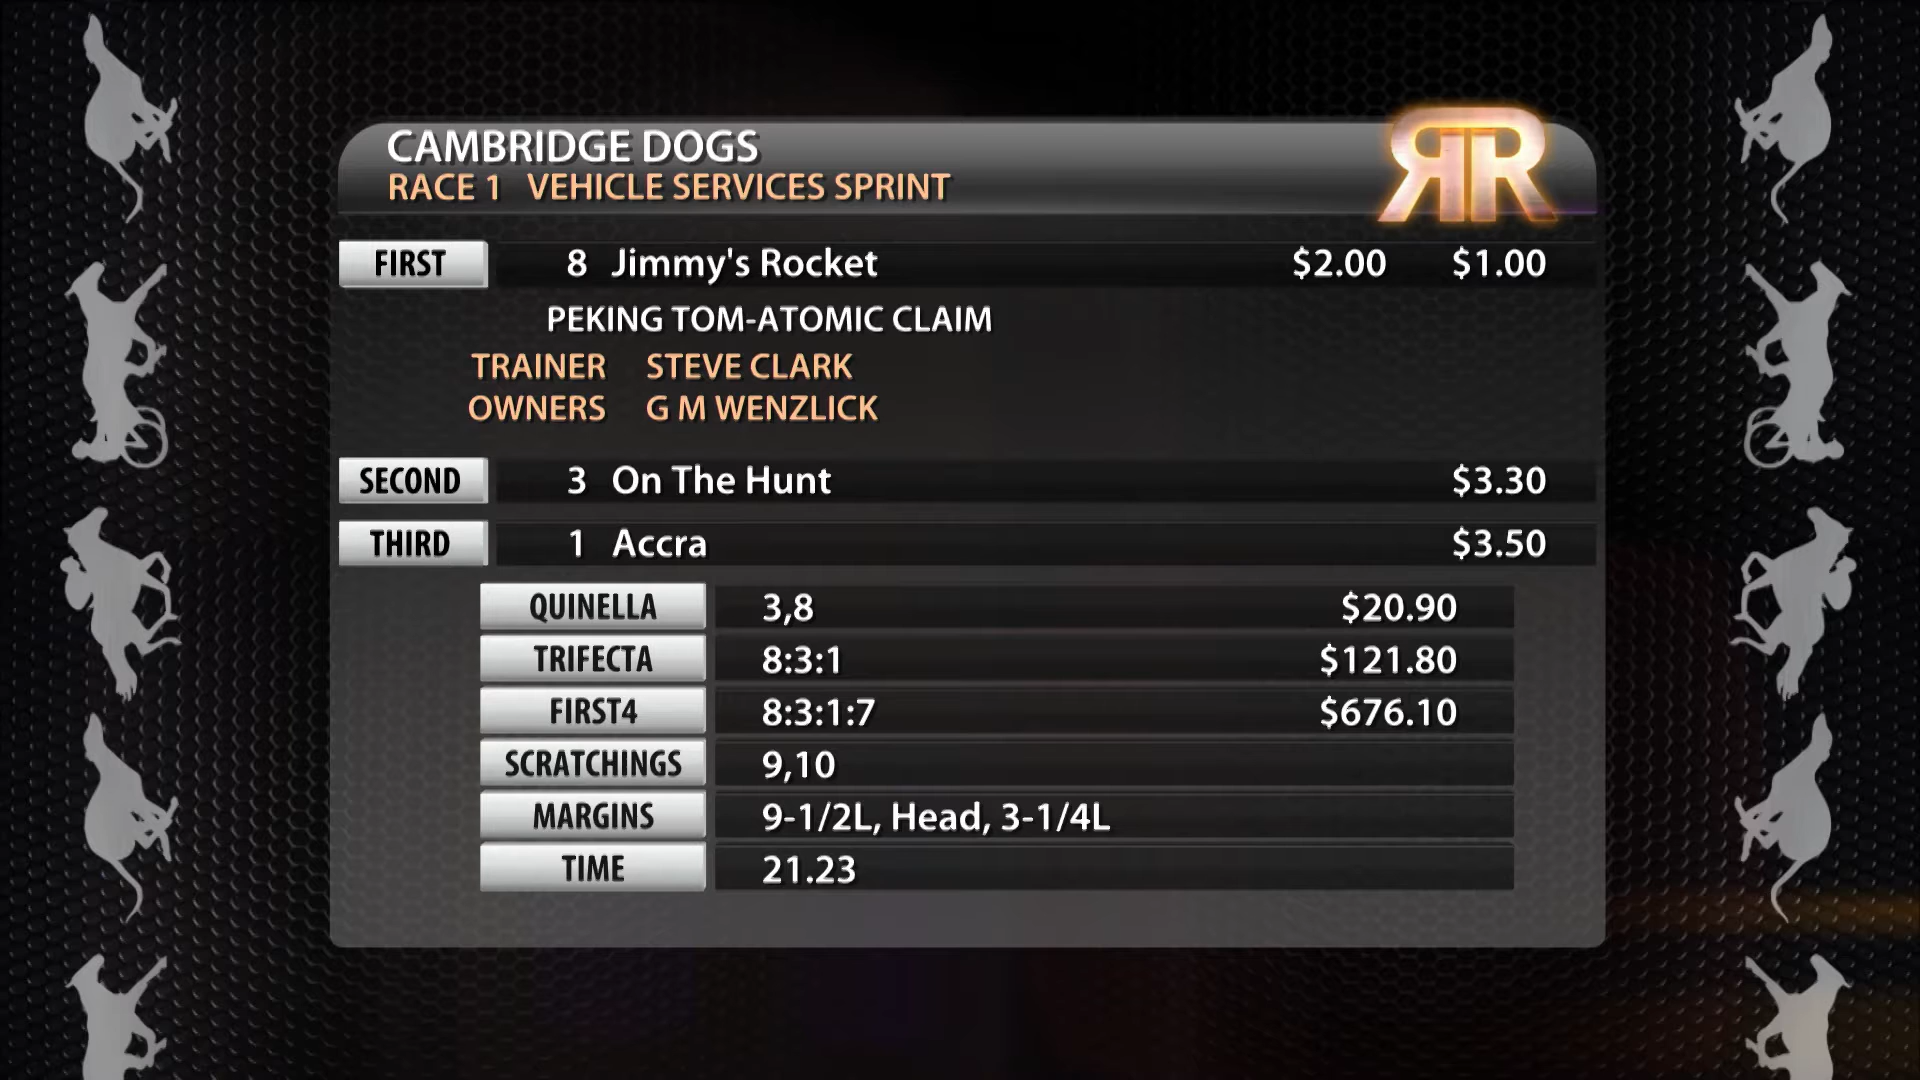 CAMBRIDGE DOGS
RACE 1 VEHICLE SERVICES SPRINT
RR
FIRST 8 Jimmy's Rocket $2.00 $1.00
PEKING TOM-ATOMIC CLAIM
TRAINER STEVE CLARK
OWNERS G M WENZLICK
SECOND 3 On The Hunt $3.30
THIRD 1 Accra $3.50
QUINELLA 3,8 $20.90
TRIFECTA 8:3:1 $121.80
FIRST4 8:3:1:7 $676.10
SCRATCHINGS 9,10
MARGINS 9-1/2L, Head, 3-1/4L
TIME 21.23